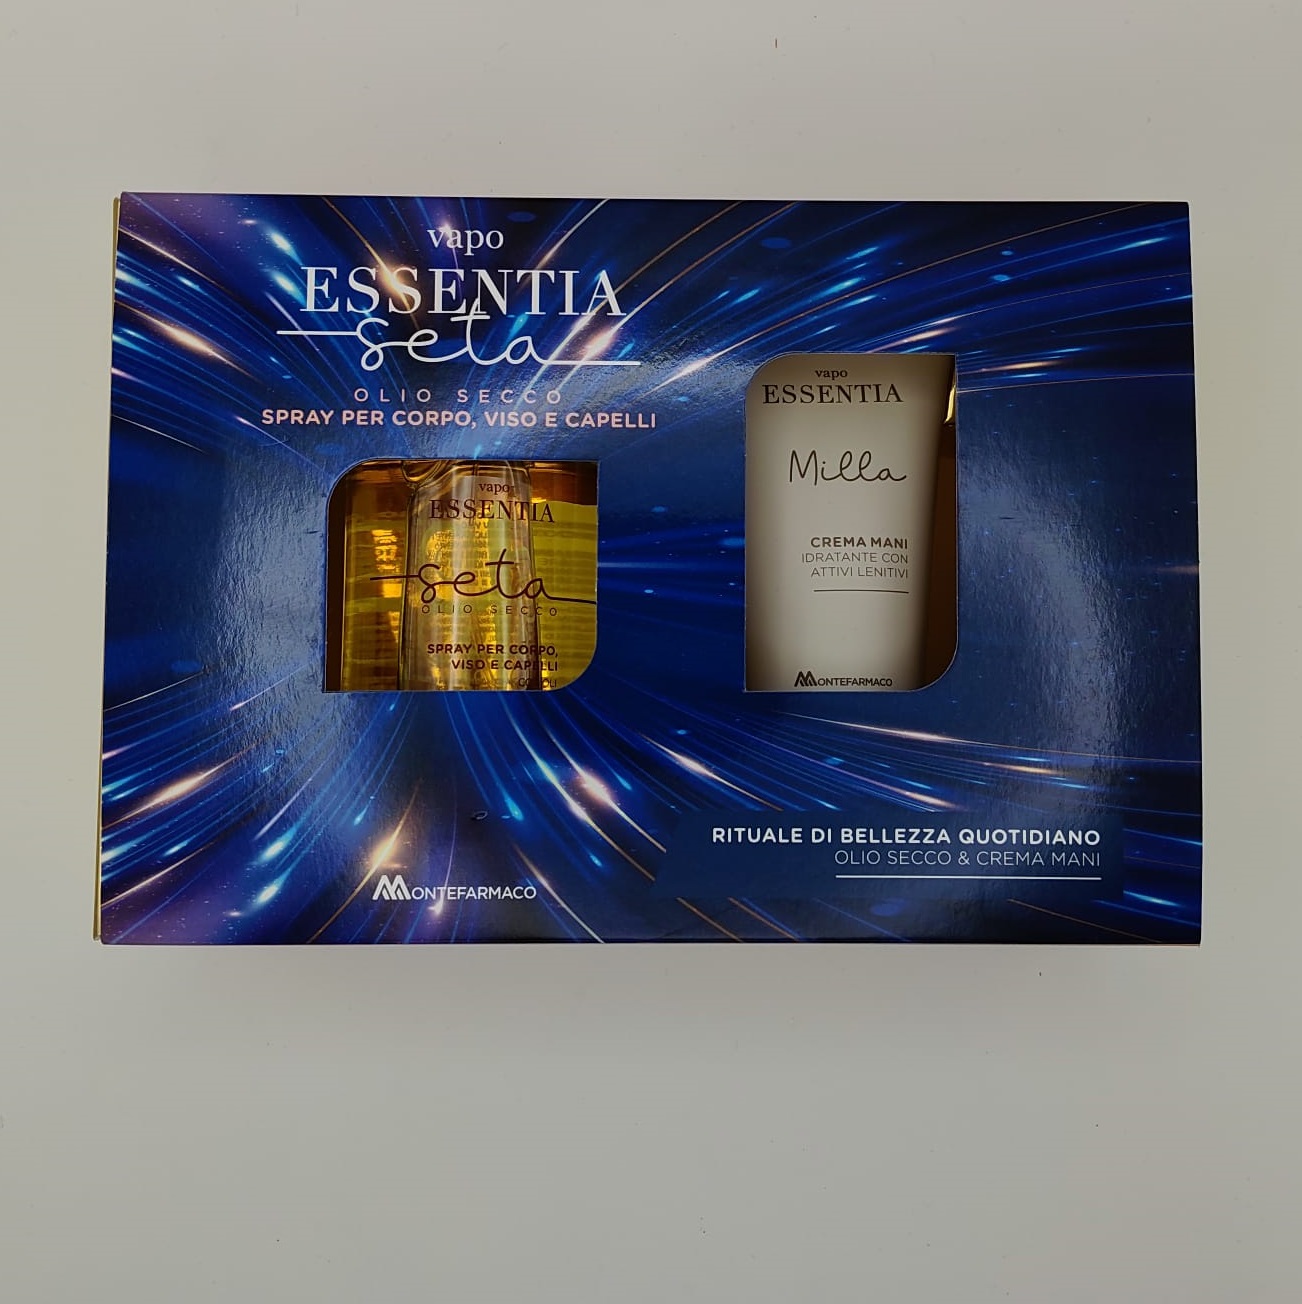 vapo
ESSENTIA
seta
OLIO SECCO
SPRAY PER CORPO, VISO E CAPELLI
vapo
ESSENTIA
seta
OLIO SECCO
SPRAY PER CORPO,
VISO E CAPELLI
vapo
ESSENTIA
Milla
CREMA MANI
IDRATANTE CON
ATTIVI LENITIVI
MONTEFARMACO
RITUALE DI BELLEZZA QUOTIDIANO
OLIO SECCO & CREMA MANI
MONTEFARMACO